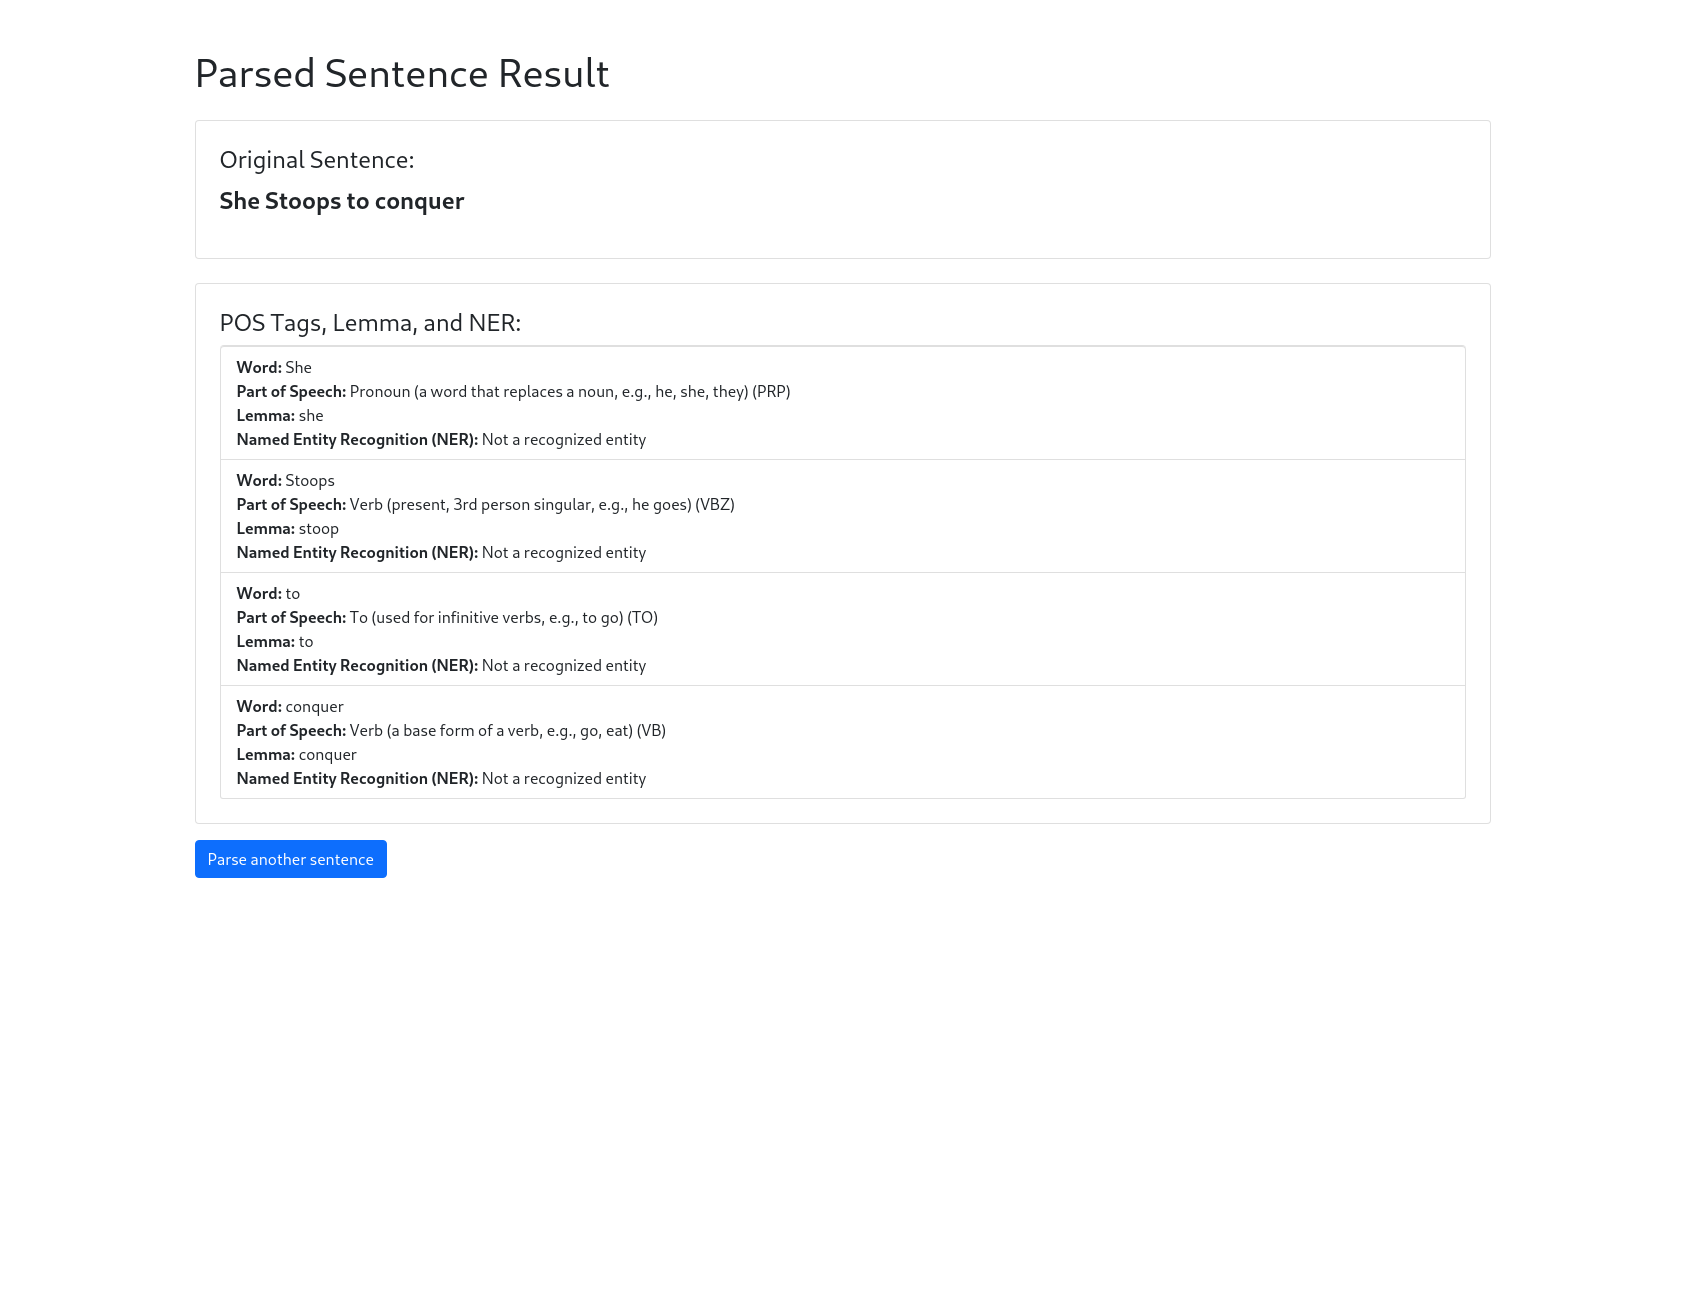 Parsed Sentence Result
Original Sentence:
She Stoops to conquer
POS Tags, Lemma, and NER:
Word: She
Part of Speech: Pronoun (a word that replaces a noun, e.g., he, she, they) (PRP)
Lemma: she
Named Entity Recognition (NER): Not a recognized entity
Word: Stoops
Part of Speech: Verb (present, 3rd person singular, e.g., he goes) (VBZ)
Lemma: stoop
Named Entity Recognition (NER): Not a recognized entity
Word: to
Part of Speech: To (used for infinitive verbs, e.g., to go) (TO)
Lemma: to
Named Entity Recognition (NER): Not a recognized entity
Word: conquer
Part of Speech: Verb (a base form of a verb, e.g., go, eat) (VB)
Lemma: conquer
Named Entity Recognition (NER): Not a recognized entity
Parse another sentence